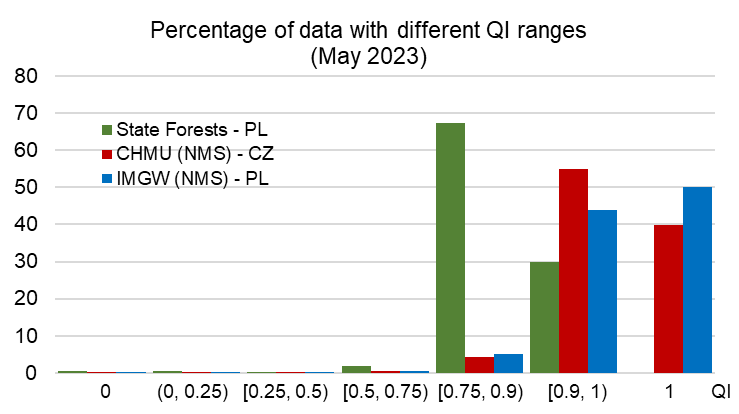 Percentage of data with different QI ranges
(May 2023)
80
70
60
50
40
30
20
10
0
State Forests - PL
CHMU (NMS) - CZ
IMGW (NMS) - PL
0 (0, 0.25) [0.25, 0.5) [0.5, 0.75) [0.75, 0.9) [0.9, 1) 1 QI